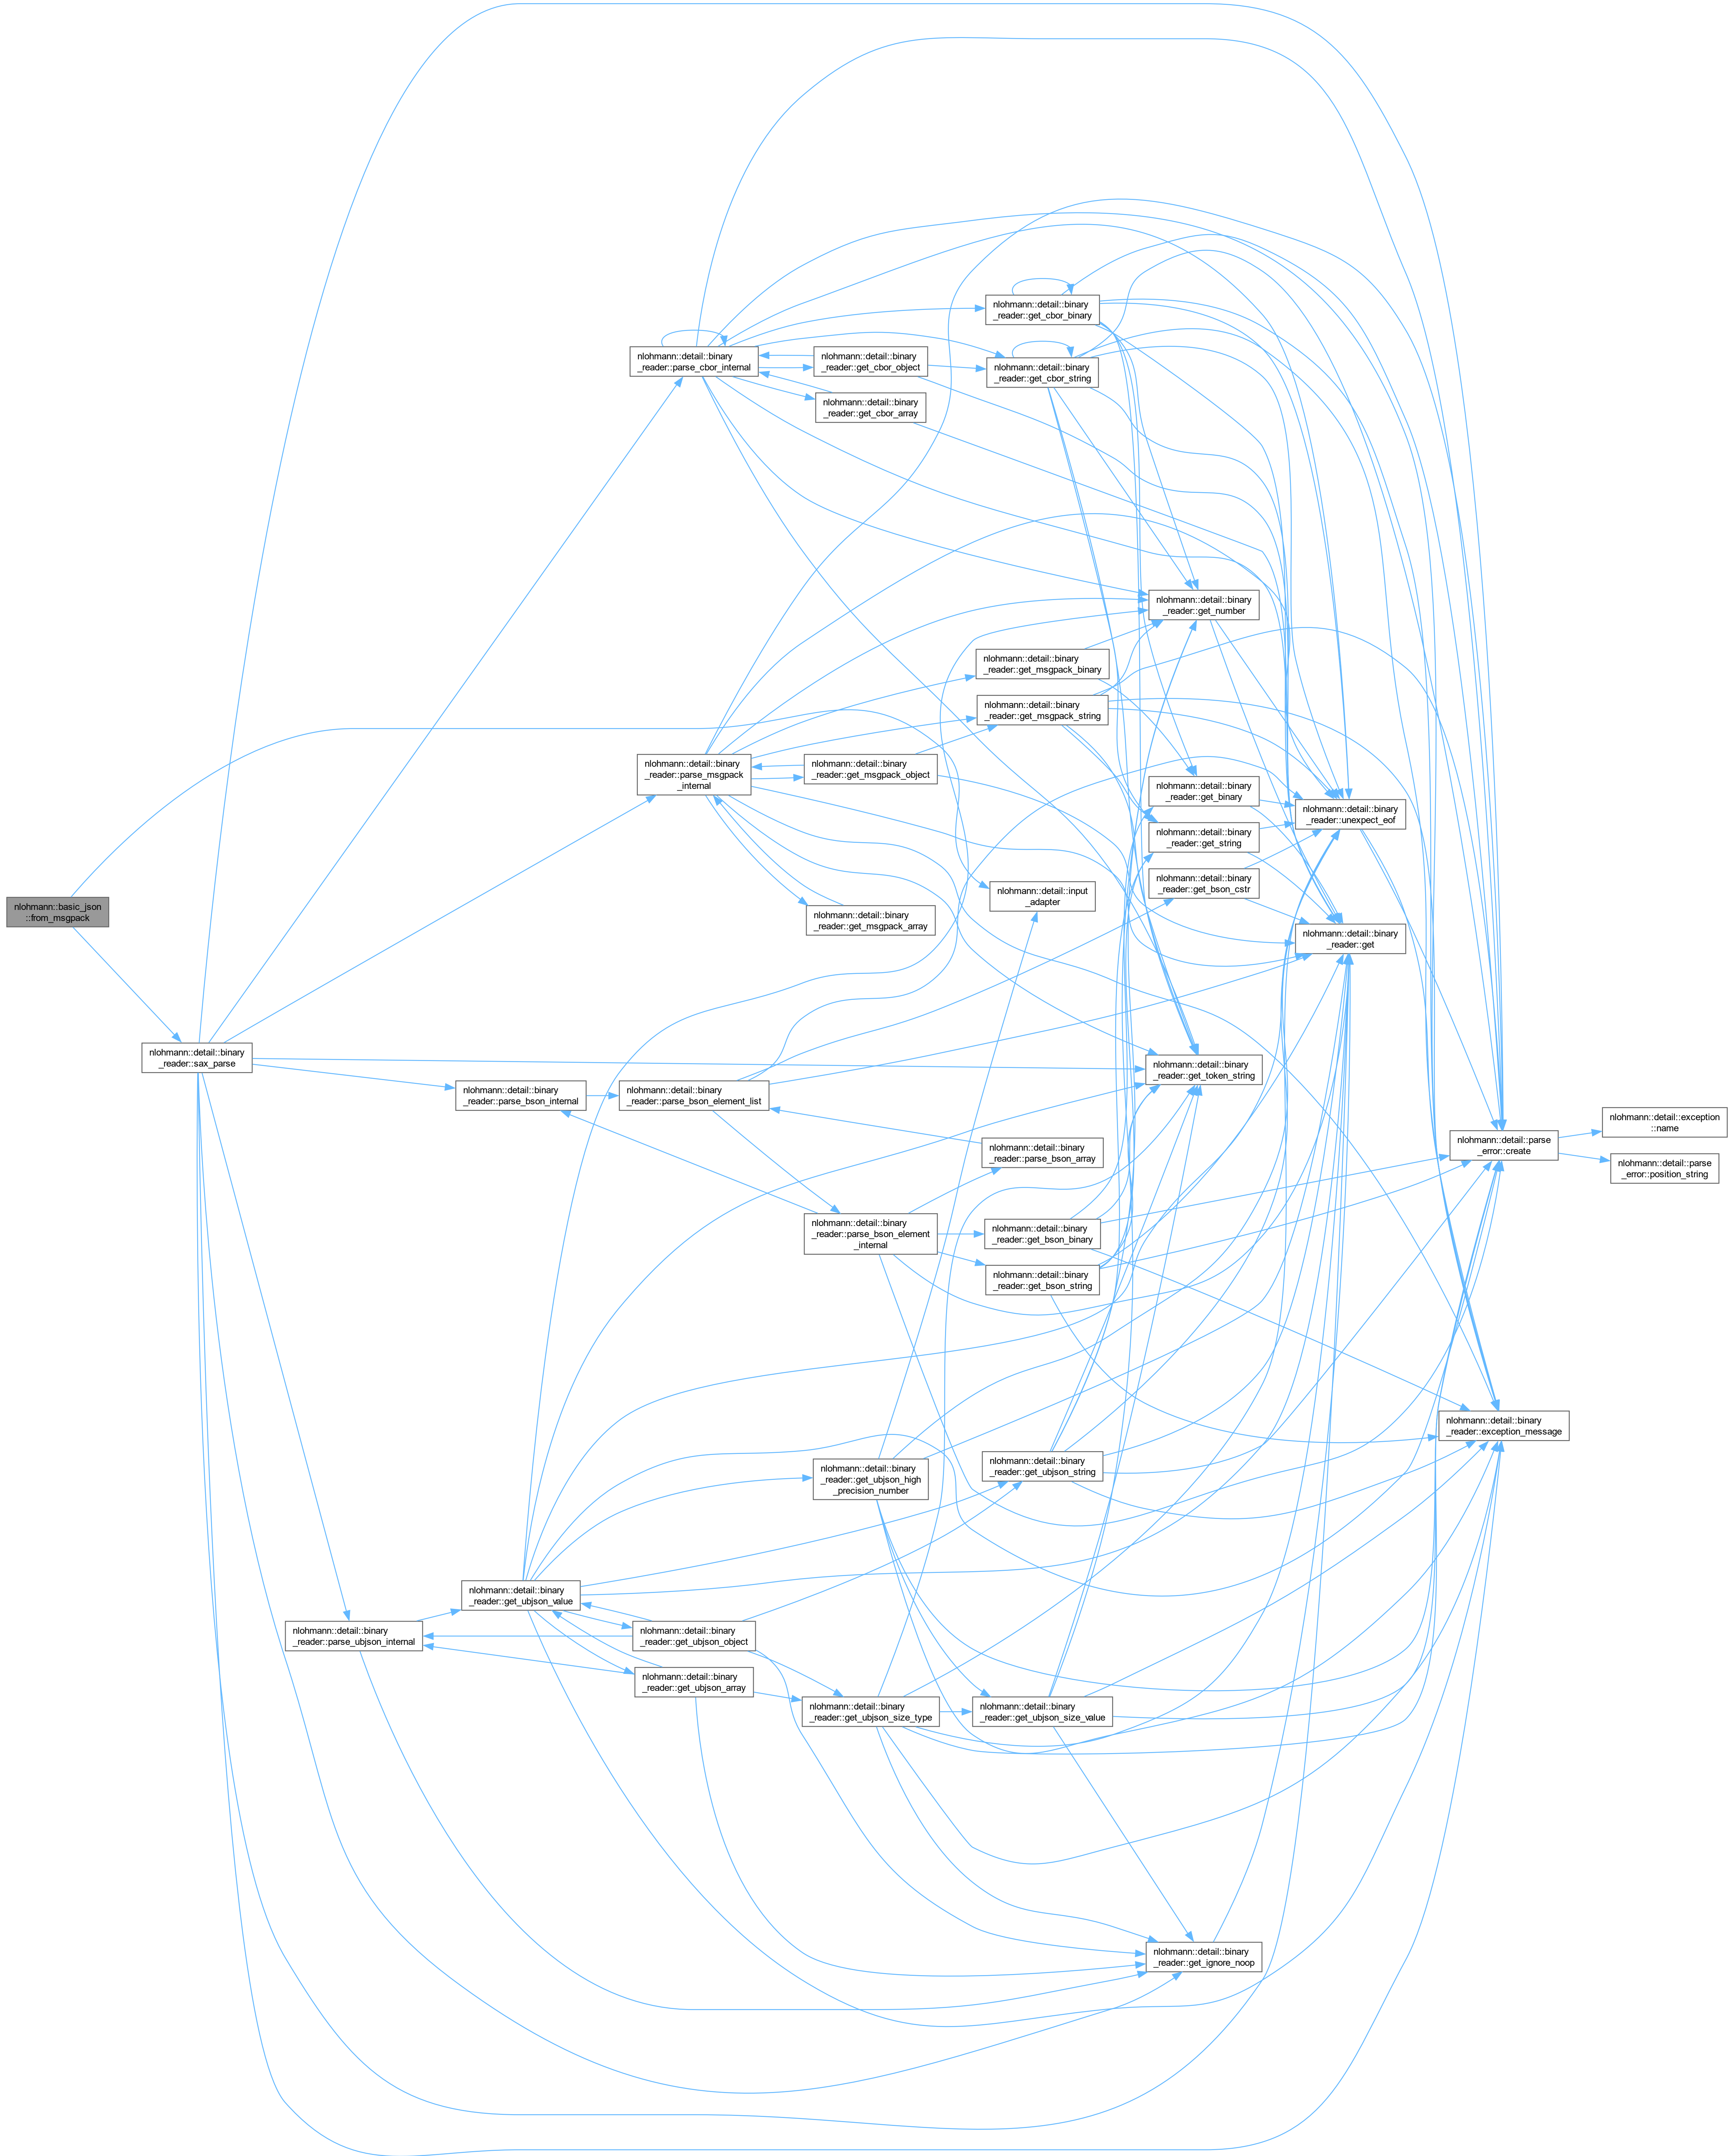 nlohmann::basic_json
::from_msgpack
nlohmann::detail::binary
_reader::sax_parse
nlohmann::detail::binary
_reader::parse_cbor_internal
nlohmann::detail::binary
_reader::get_cbor_object
nlohmann::detail::binary
_reader::get_cbor_array
nlohmann::detail::binary
_reader::get_cbor_binary
nlohmann::detail::binary
_reader::get_cbor_string
nlohmann::detail::binary
_reader::get_number
nlohmann::detail::binary
_reader::get_msgpack_binary
nlohmann::detail::binary
_reader::get_msgpack_string
nlohmann::detail::binary
_reader::parse_msgpack
_internal
nlohmann::detail::binary
_reader::get_msgpack_object
nlohmann::detail::binary
_reader::get_binary
nlohmann::detail::binary
_reader::unexpect_eof
nlohmann::detail::binary
_reader::get_string
nlohmann::detail::binary
_reader::get_bson_cstr
nlohmann::detail::input
_adapter
nlohmann::detail::binary
_reader::get_msgpack_array
nlohmann::detail::binary
_reader::get
nlohmann::detail::binary
_reader::get_token_string
nlohmann::detail::binary
_reader::parse_bson_internal
nlohmann::detail::binary
_reader::parse_bson_element_list
nlohmann::detail::binary
_reader::parse_bson_array
nlohmann::detail::parse
_error::create
nlohmann::detail::exception
::name
nlohmann::detail::parse
_error::position_string
nlohmann::detail::binary
_reader::parse_bson_element
_internal
nlohmann::detail::binary
_reader::get_bson_binary
nlohmann::detail::binary
_reader::get_bson_string
nlohmann::detail::binary
_reader::exception_message
nlohmann::detail::binary
_reader::get_ubjson_high
_precision_number
nlohmann::detail::binary
_reader::get_ubjson_string
nlohmann::detail::binary
_reader::get_ubjson_value
nlohmann::detail::binary
_reader::parse_ubjson_internal
nlohmann::detail::binary
_reader::get_ubjson_object
nlohmann::detail::binary
_reader::get_ubjson_array
nlohmann::detail::binary
_reader::get_ubjson_size_type
nlohmann::detail::binary
_reader::get_ubjson_size_value
nlohmann::detail::binary
_reader::get_ignore_noop